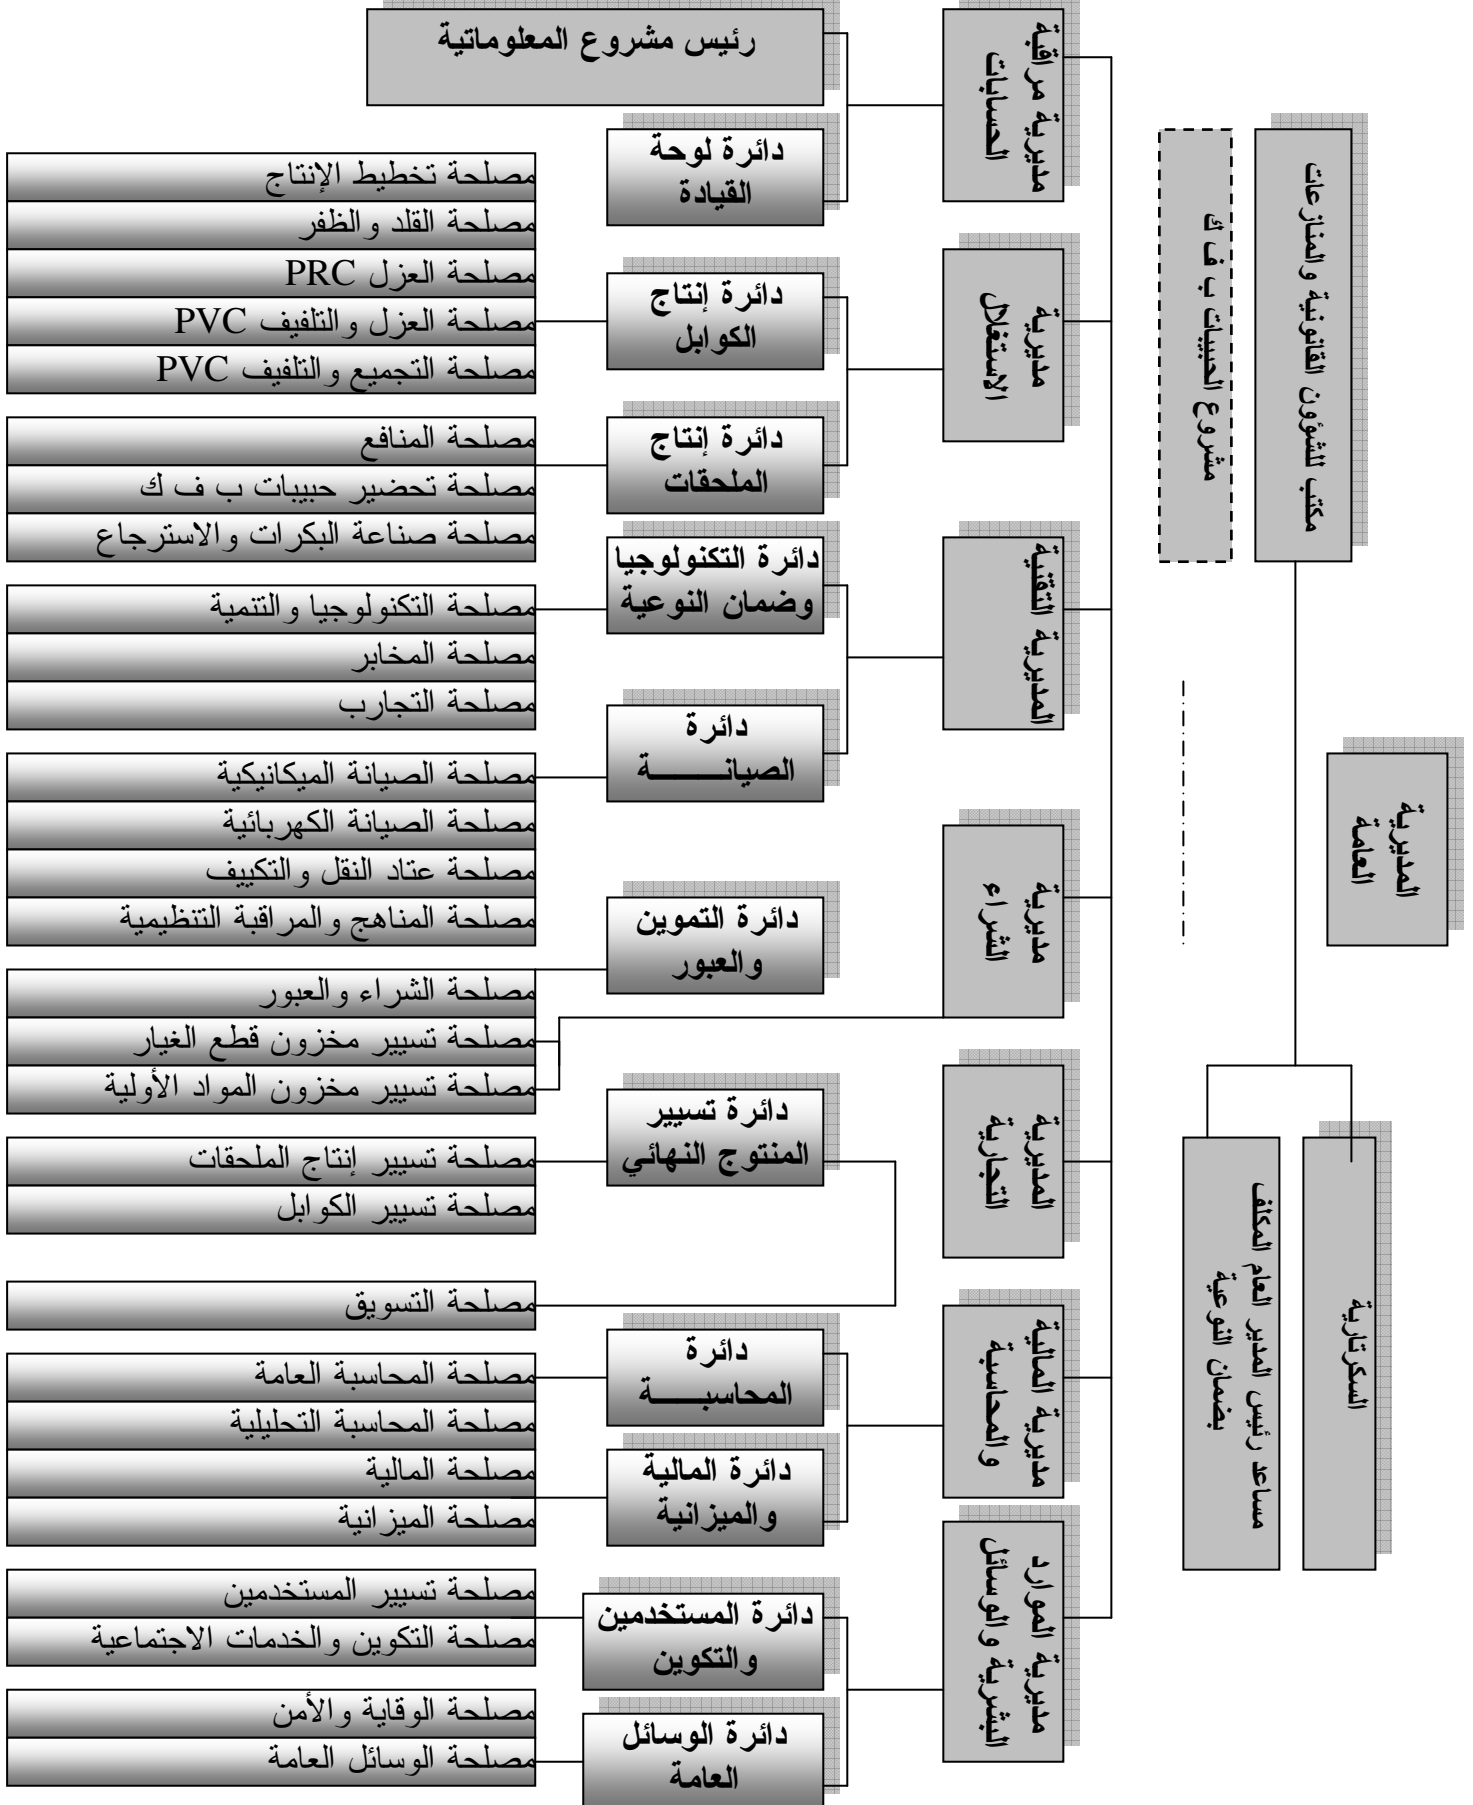 المديرية
العامة
مكتب للشؤون القانونية والمنازعات
مشروع الحبيبات ب ف ك
السكرتارية
مساعد رئيس المدير العام المكلف
بضمان النوعية
مديرية مراقبة
الحسابات
رئيس مشروع المعلوماتية
دائرة لوحة
القيادة
مديرية
الإستغلال
دائرة إنتاج
الكوابل
مصلحة تخطيط الإنتاج
مصلحة القلد والظفر
مصلحة العزل PRC
مصلحة العزل والتلفيف PVC
مصلحة التجميع والتلفيف PVC
دائرة إنتاج
الملحقات
مصلحة المنافع
مصلحة تحضير حبيبات ب ف ك
مصلحة صناعة البكرات والاسترجاع
المديرية التقنية
دائرة التكنولوجيا
وضمان النوعية
مصلحة التكنولوجيا والتنمية
مصلحة المخابر
مصلحة التجارب
دائرة
الصيانــــــــة
مصلحة الصيانة الميكانيكية
مصلحة الصيانة الكهربائية
مصلحة عتاد النقل والتكييف
مصلحة المناهج والمراقبة التنظيمية
مديرية
الشراء
دائرة التموين
والعبور
مصلحة الشراء والعبور
مصلحة تسيير مخزون قطع الغيار
مصلحة تسيير مخزون المواد الأولية
المديرية
التجارية
دائرة تسيير
المنتوج النهائي
مصلحة تسيير إنتاج الملحقات
مصلحة تسيير الكوابل
مصلحة التسويق
مديرية المالية
والمحاسبة
دائرة
المحاسبــــــة
مصلحة المحاسبة العامة
مصلحة المحاسبة التحليلية
دائرة المالية
والميزانية
مصلحة المالية
مصلحة الميزانية
مديرية الموارد
البشرية والوسائل
دائرة المستخدمين
والتكوين
مصلحة تسيير المستخدمين
مصلحة التكوين والخدمات الاجتماعية
دائرة الوسائل
العامة
مصلحة الوقاية والأمن
مصلحة الوسائل العامة